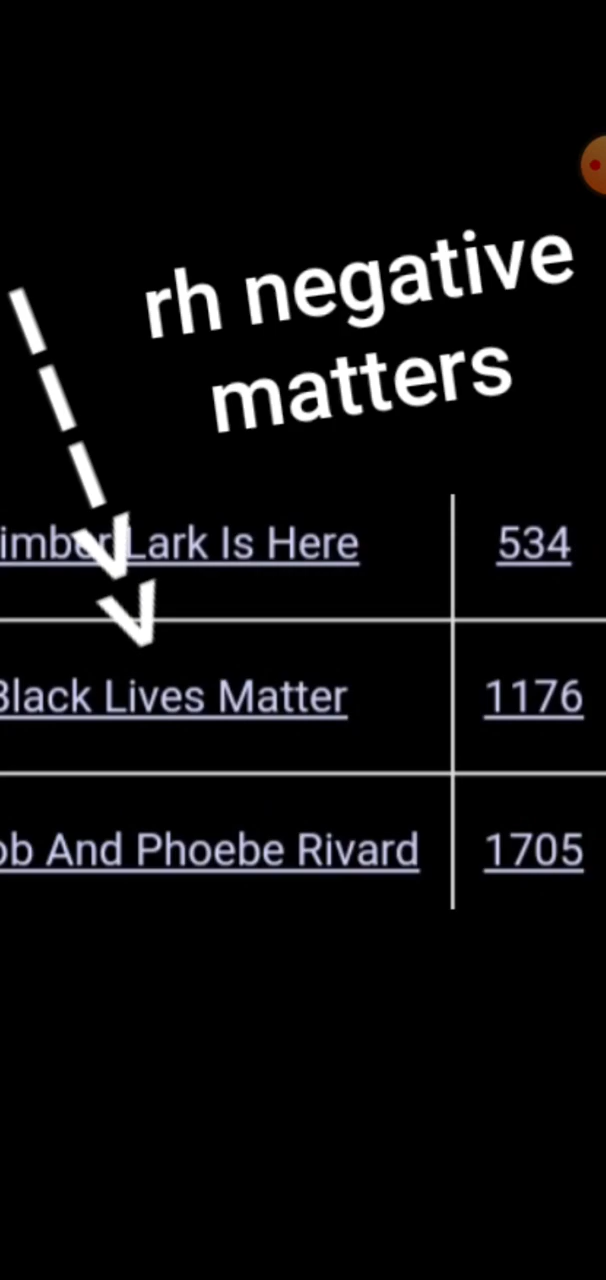 rh negative
matters
Lark Is Here 534
Black Lives Matter 1176
And Phoebe Rivard 1705